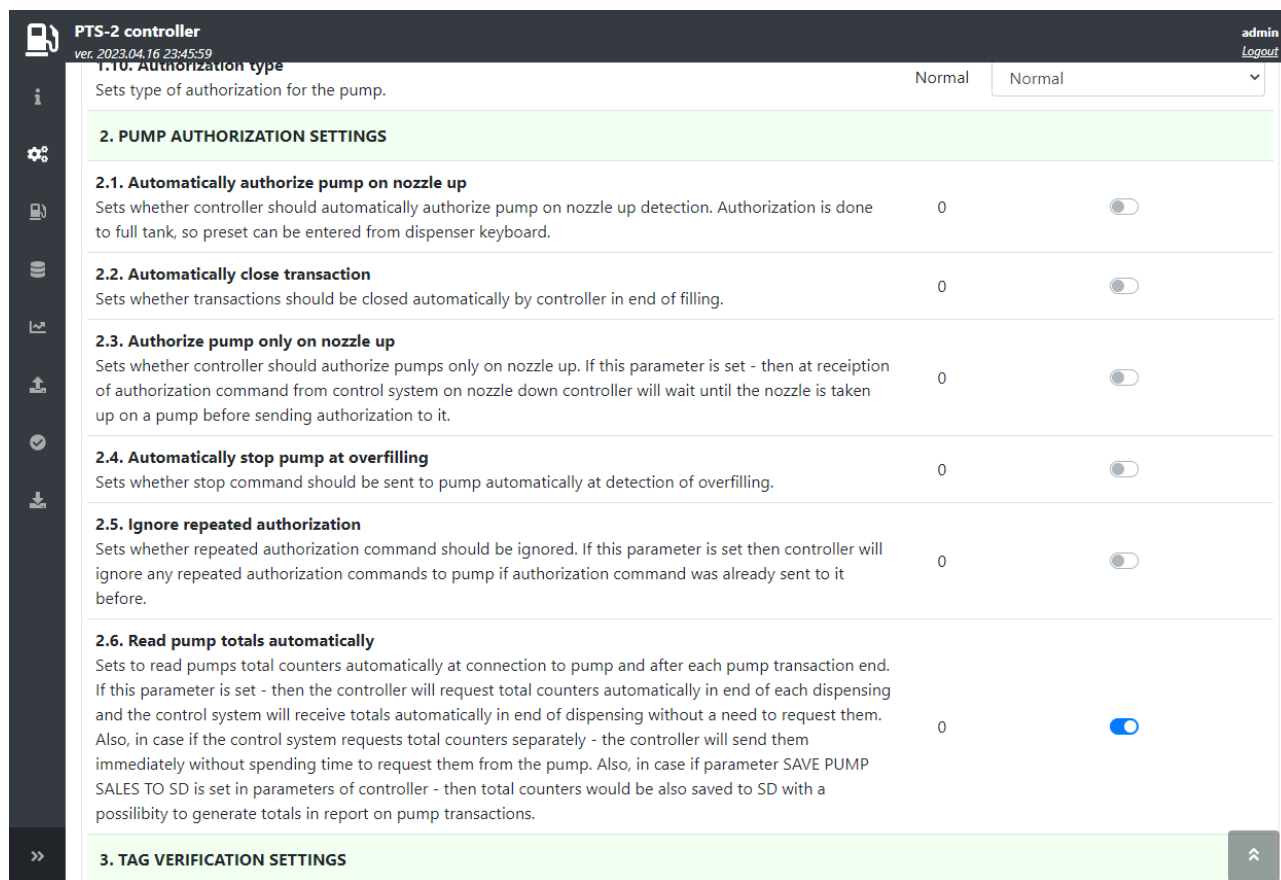 PTS-2 controller
ver. 2023.04.16 23:45:59
admin
Logout
1.10. Authorization type
Sets type of authorization for the pump.
Normal
Normal
2. PUMP AUTHORIZATION SETTINGS
2.1. Automatically authorize pump on nozzle up
Sets whether controller should automatically authorize pump on nozzle up detection. Authorization is done
to full tank, so preset can be entered from dispenser keyboard.
0
2.2. Automatically close transaction
Sets whether transactions should be closed automatically by controller in end of filling.
0
2.3. Authorize pump only on nozzle up
Sets whether controller should authorize pumps only on nozzle up. If this parameter is set - then at receiption
of authorization command from control system on nozzle down controller will wait until the nozzle is taken
up on a pump before sending authorization to it.
0
2.4. Automatically stop pump at overfilling
Sets whether stop command should be sent to pump automatically at detection of overfilling.
0
2.5. Ignore repeated authorization
Sets whether repeated authorization command should be ignored. If this parameter is set then controller will
ignore any repeated authorization commands to pump if authorization command was already sent to it
before.
0
2.6. Read pump totals automatically
Sets to read pumps total counters automatically at connection to pump and after each pump transaction end.
If this parameter is set - then the controller will request total counters automatically in end of each dispensing
and the control system will receive totals automatically in end of dispensing without a need to request them.
Also, in case if the control system requests total counters separately - the controller will send them
immediately without spending time to request them from the pump. Also, in case if parameter SAVE PUMP
SALES TO SD is set in parameters of controller - then total counters would be also saved to SD with a
possilibity to generate totals in report on pump transactions.
0
3. TAG VERIFICATION SETTINGS